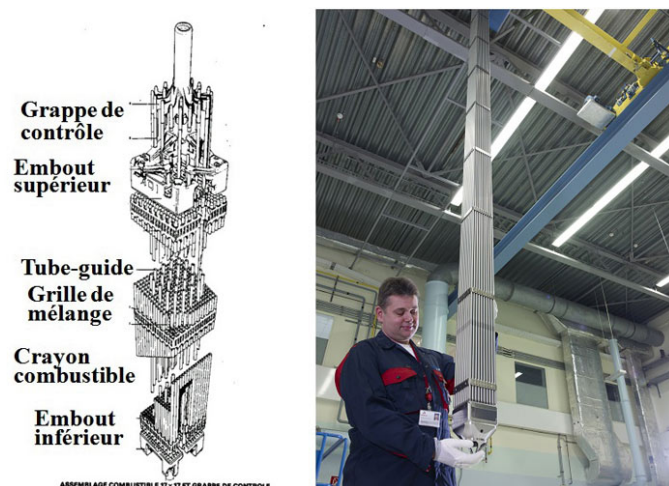 Grappe de
contrôle
Embout
supérieur
Tube-guide
Grille de
mélange
Crayon
combustible
Embout
inférieur
ASSEMBLAGE COMBUSTIBLE 17 x 17 ET GRAPPE DE CONTROLE